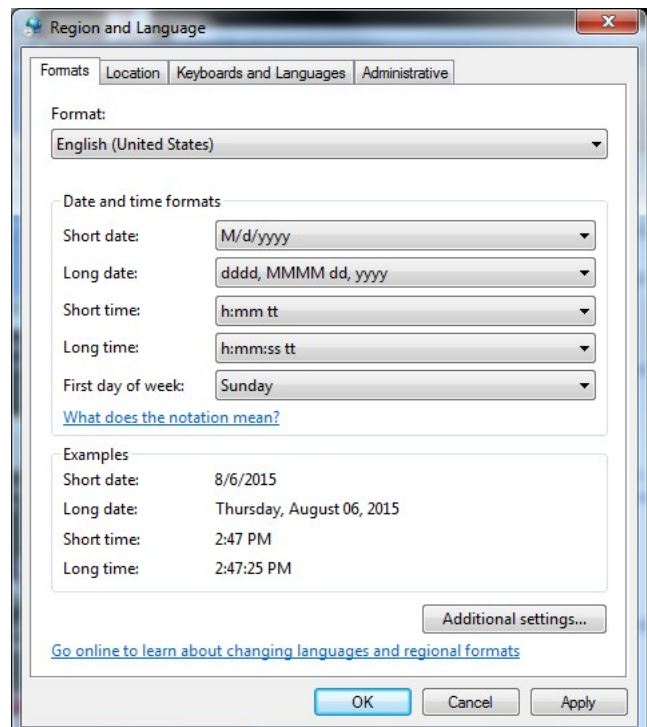 Region and Language
Formats Location Keyboards and Languages Administrative
Format:
English (United States)
Date and time formats
Short date: M/d/yyyy
Long date: dddd, MMMM dd, yyyy
Short time: h:mm tt
Long time: h:mm:ss tt
First day of week: Sunday
What does the notation mean?
Examples
Short date: 8/6/2015
Long date: Thursday, August 06, 2015
Short time: 2:47 PM
Long time: 2:47:25 PM
Additional settings...
Go online to learn about changing languages and regional formats
OK Cancel Apply